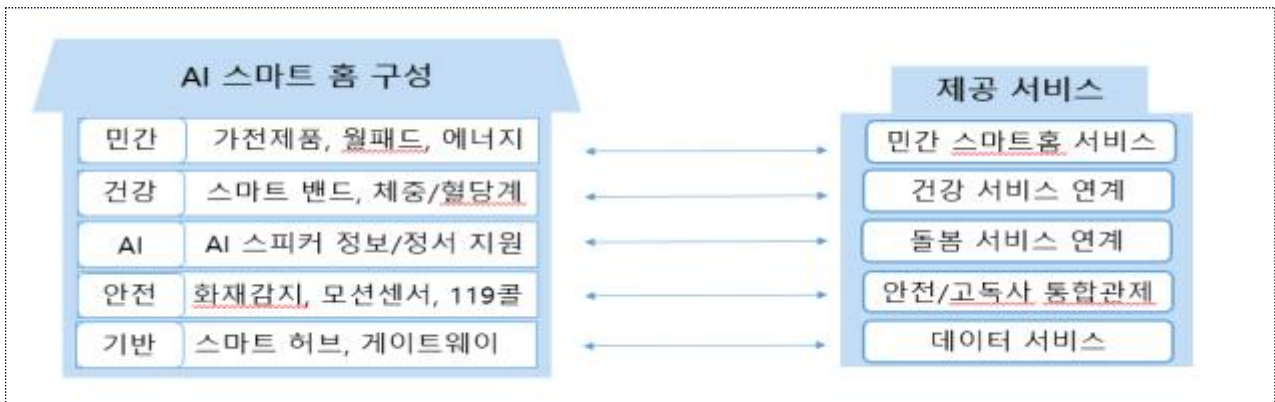 AI 스마트 홈 구성
제공 서비스
민간 가전제품, 월패드, 에너지
민간 스마트홈 서비스
건강 스마트 밴드, 체중/혈당계
건강 서비스 연계
AI AI 스피커 정보/정서 지원
돌봄 서비스 연계
안전 화재감지, 모션센서, 119콜
안전/고독사 통합관제
기반 스마트 허브, 게이트웨이
데이터 서비스